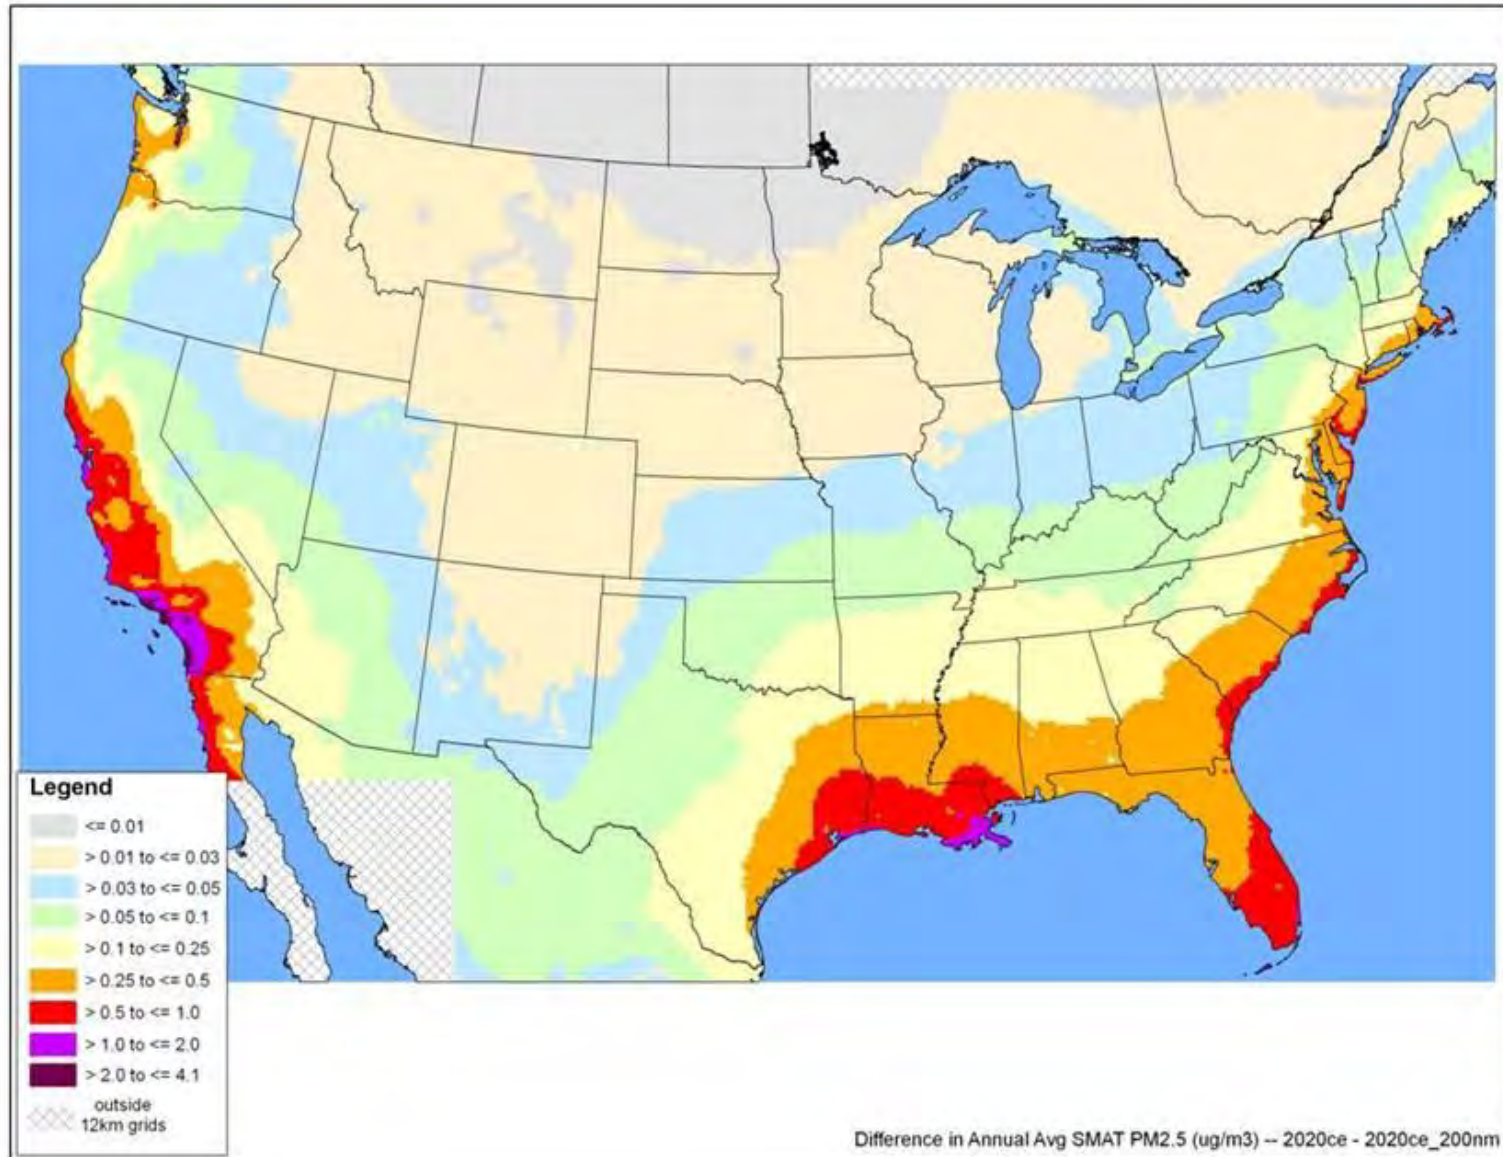 Legend
<= 0.01
> 0.01 to <= 0.03
> 0.03 to <= 0.05
> 0.05 to <= 0.1
> 0.1 to <= 0.25
> 0.25 to <= 0.5
> 0.5 to <= 1.0
> 1.0 to <= 2.0
> 2.0 to <= 4.1
outside
12km grids
Difference in Annual Avg SMAT PM2.5 (ug/m3) -- 2020ce - 2020ce_200nm